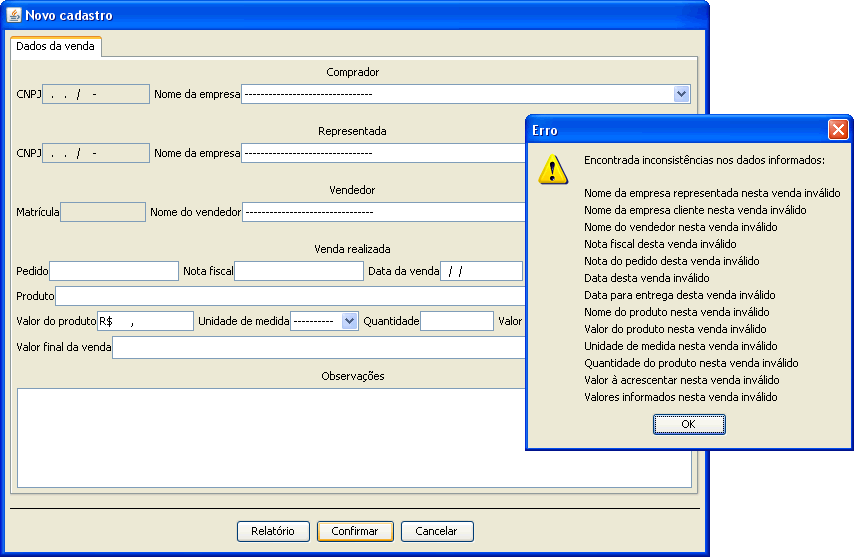 Novo cadastro
Dados da venda
Comprador
CNPJ . . / - Nome da empresa --------------------------------
Representada
CNPJ . . / - Nome da empresa --------------------------------
Vendedor
Matrícula Nome do vendedor --------------------------------
Venda realizada
Pedido Nota fiscal Data da venda / /
Produto
Valor do produto R$ , Unidade de medida ---------- Quantidade Valor
Valor final da venda
Observações
Relatório Confirmar Cancelar
Erro
Encontrada inconsistências nos dados informados:
Nome da empresa representada nesta venda inválido
Nome da empresa cliente nesta venda inválido
Nome do vendedor nesta venda inválido
Nota fiscal desta venda inválido
Nota do pedido desta venda inválido
Data desta venda inválido
Data para entrega desta venda inválido
Nome do produto nesta venda inválido
Valor do produto nesta venda inválido
Unidade de medida nesta venda inválido
Quantidade do produto nesta venda inválido
Valor à acrescentar nesta venda inválido
Valores informados nesta venda inválido
OK